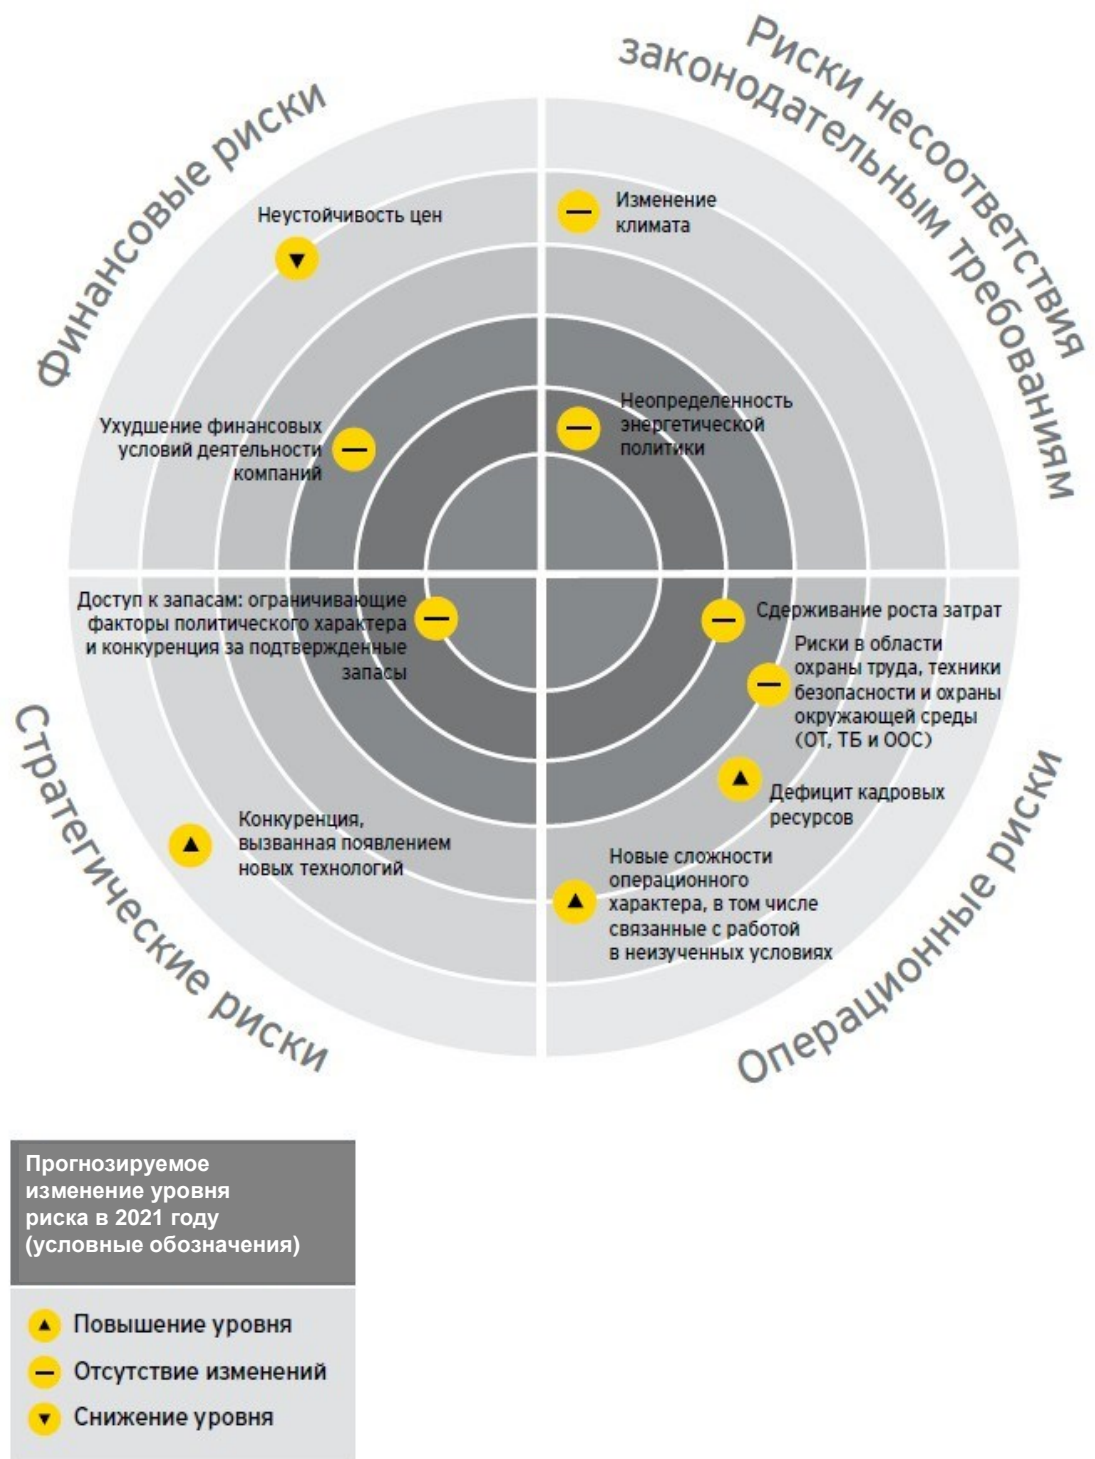 Финансовые риски
Риски несоответствия
законодательным требованиям
Неустойчивость цен
Изменение
климата
Ухудшение финансовых
условий деятельности
компаний
Неопределенность
энергетической
политики
Доступ к запасам: ограничивающие
факторы политического характера
и конкуренция за подтвержденные
запасы
Сдерживание роста затрат
Риски в области
охраны труда, техники
безопасности и охраны
окружающей среды
(ОТ, ТБ и ООС)
Дефицит кадровых
ресурсов
Конкуренция,
вызванная появлением
новых технологий
Новые сложности
операционного
характера, в том числе
связанные с работой
в неизученных условиях
Стратегические риски
Операционные риски
Прогнозируемое
изменение уровня
риска в 2021 году
(условные обозначения)
Повышение уровня
Отсутствие изменений
Снижение уровня